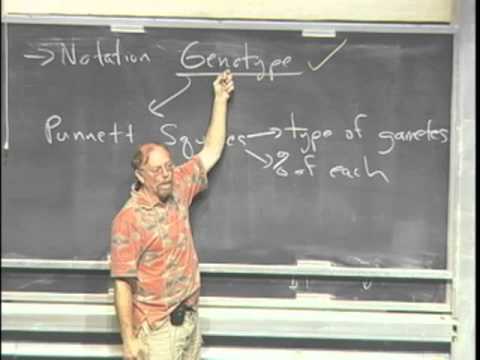 → Notation Genotype ✓
Punnett Squares → type of gametes
% of each